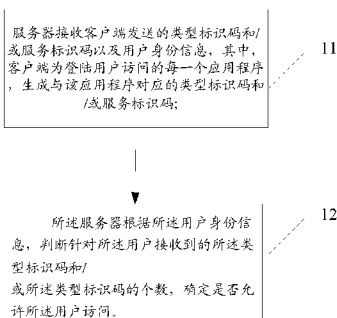 服务器接收客户端发送的类型标识码和/
或服务标识码以及用户身份信息，其中，
客户端为登陆用户访问的每一个应用程序
，生成与该应用程序对应的类型标识码和
/或服务标识码;
11
所述服务器根据所述用户身份信
息，判断针对所述用户接收到的所述类
型标识码和/
或所述类型标识码的个数，确定是否允
许所述用户访问。
12